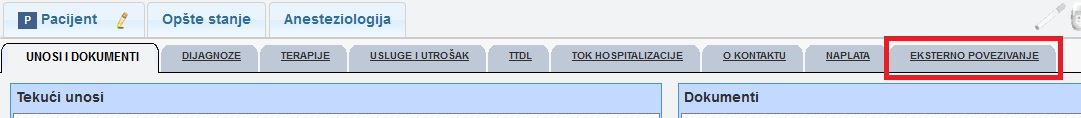 P Pacijent Opšte stanje Anesteziologija
UNOSI I DOKUMENTI DIJAGNOZE TERAPIJE USLUGE I UTROŠAK TTDL TOK HOSPITALIZACIJE O KONTAKTU NAPLATA EKSTERNO POVEZIVANJE
Tekući unosi Dokumenti